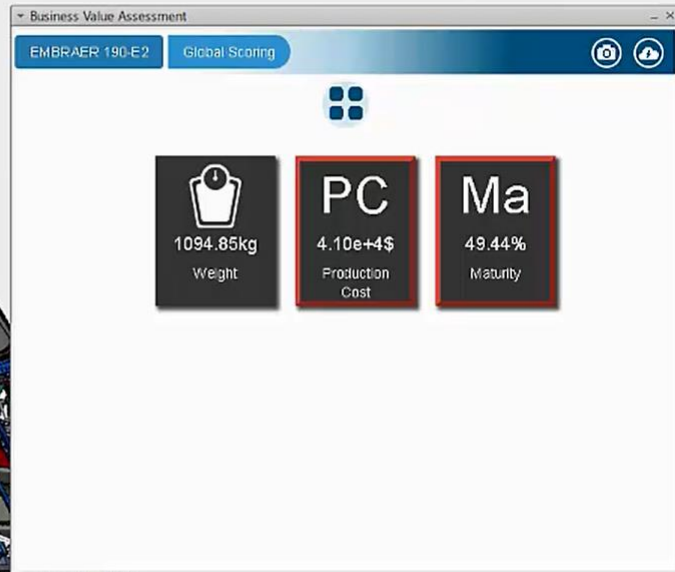 Business Value Assessment
EMBRAER 190-E2
Global Scoring
1094.85kg
Weight
PC
4.10e+4$
Production
Cost
Ma
49.44%
Maturity